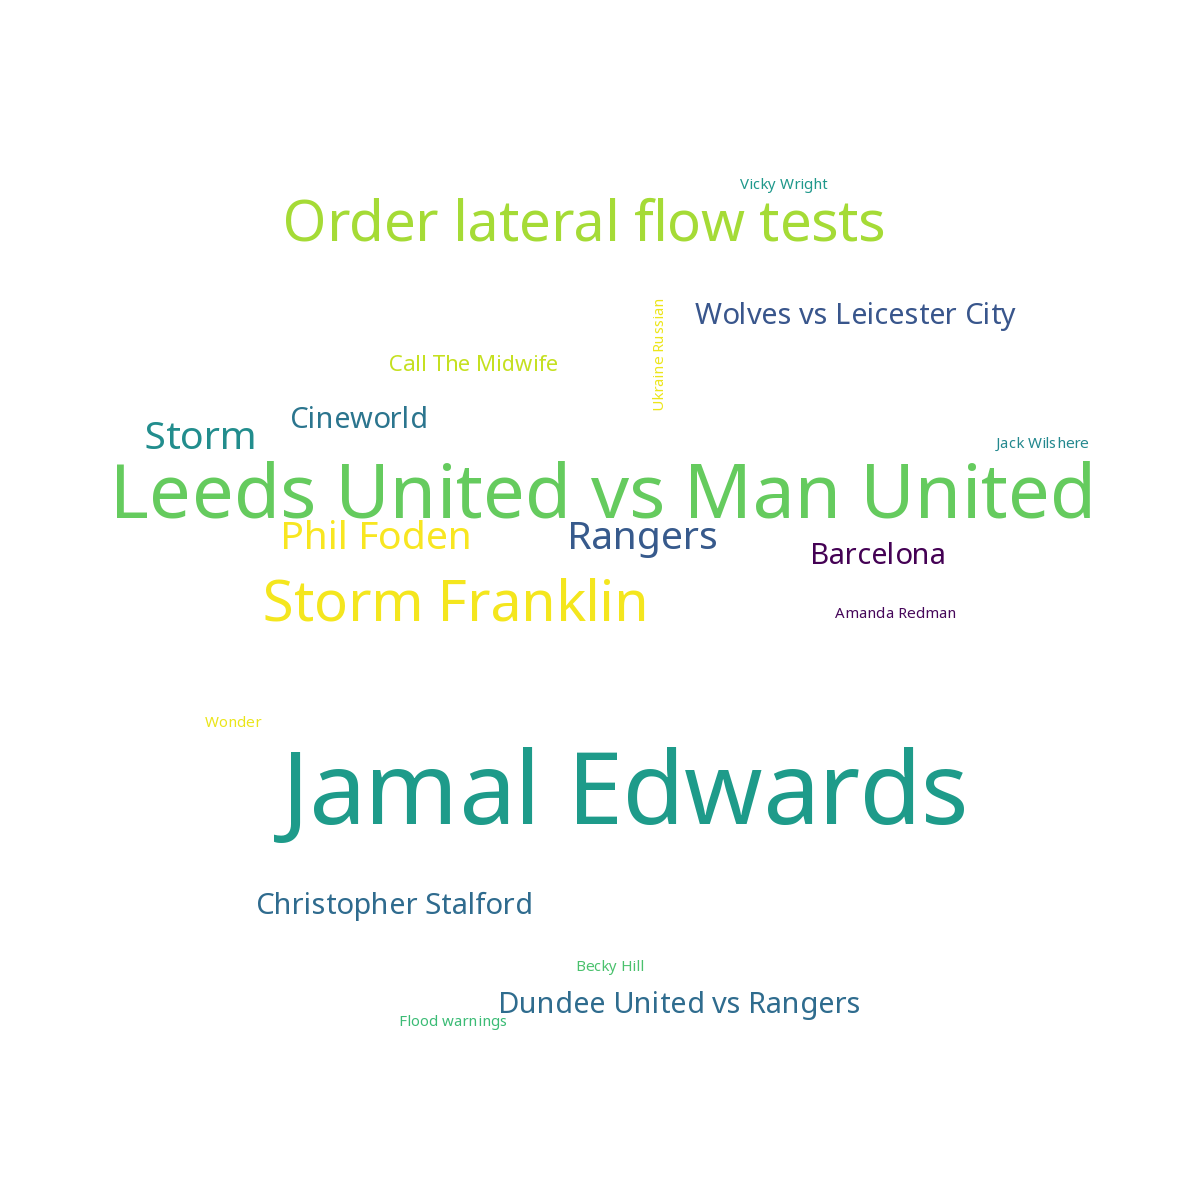 Vicky Wright
Order lateral flow tests
Wolves vs Leicester City
Ukraine Russian
Call The Midwife
Cineworld
Storm
Jack Wilshere
Leeds United vs Man United
Phil Foden
Rangers
Barcelona
Storm Franklin
Amanda Redman
Wonder
Jamal Edwards
Christopher Stalford
Becky Hill
Dundee United vs Rangers
Flood warnings